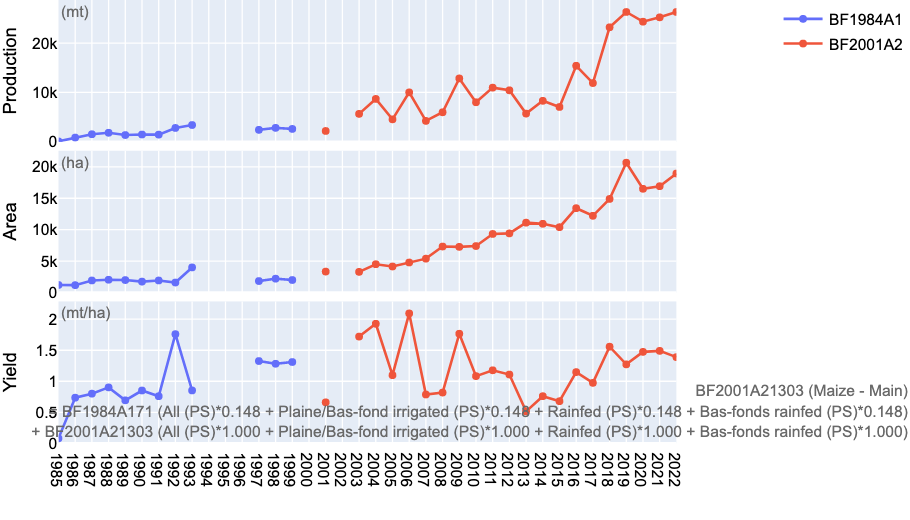 (mt)
BF1984A1
BF2001A2
Production
20k
10k
0
(ha)
Area
20k
15k
10k
5k
0
(mt/ha)
Yield
2
1.5
1
0.5
0
BF2001A21303 (Maize - Main)
= BF1984A171 (All (PS)*0.148 + Plaine/Bas-fond irrigated (PS)*0.148 + Rainfed (PS)*0.148 + Bas-fonds rainfed (PS)*0.148)
+ BF2001A21303 (All (PS)*1.000 + Plaine/Bas-fond irrigated (PS)*1.000 + Rainfed (PS)*1.000 + Bas-fonds rainfed (PS)*1.000)
1985
1986
1987
1988
1989
1990
1991
1992
1993
1994
1995
1996
1997
1998
1999
2000
2001
2002
2003
2004
2005
2006
2007
2008
2009
2010
2011
2012
2013
2014
2015
2016
2017
2018
2019
2020
2021
2022